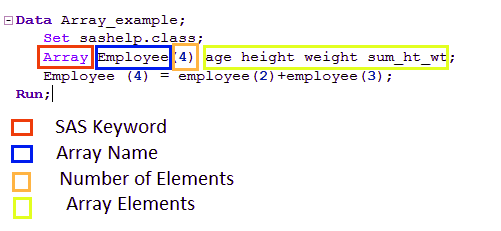 Data Array_example;
Set sashelp.class;
Array Employee(4) age height weight sum_ht_wt;
Employee (4) = employee(2)+employee(3);
Run;
SAS Keyword
Array Name
Number of Elements
Array Elements